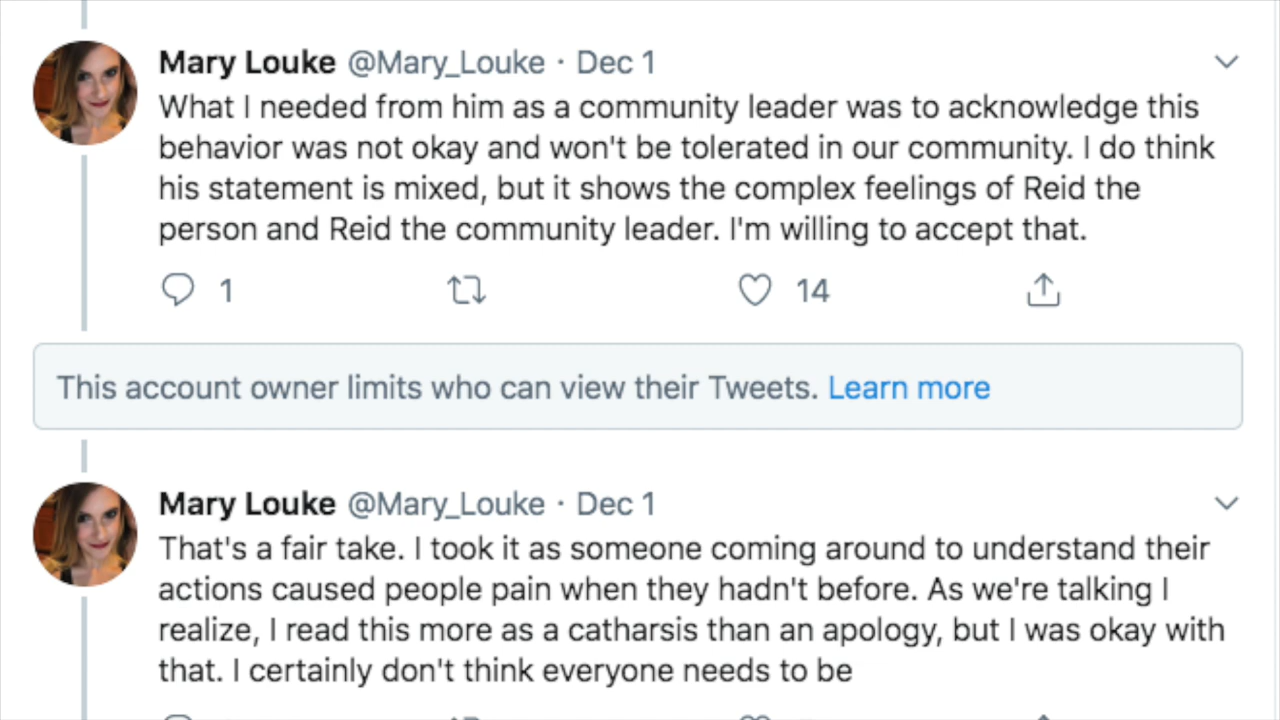 Mary Louke @Mary_Louke · Dec 1
What I needed from him as a community leader was to acknowledge this
behavior was not okay and won't be tolerated in our community. I do think
his statement is mixed, but it shows the complex feelings of Reid the
person and Reid the community leader. I'm willing to accept that.
1 14
This account owner limits who can view their Tweets. Learn more
Mary Louke @Mary_Louke · Dec 1
That's a fair take. I took it as someone coming around to understand their
actions caused people pain when they hadn't before. As we're talking I
realize, I read this more as a catharsis than an apology, but I was okay with
that. I certainly don't think everyone needs to be